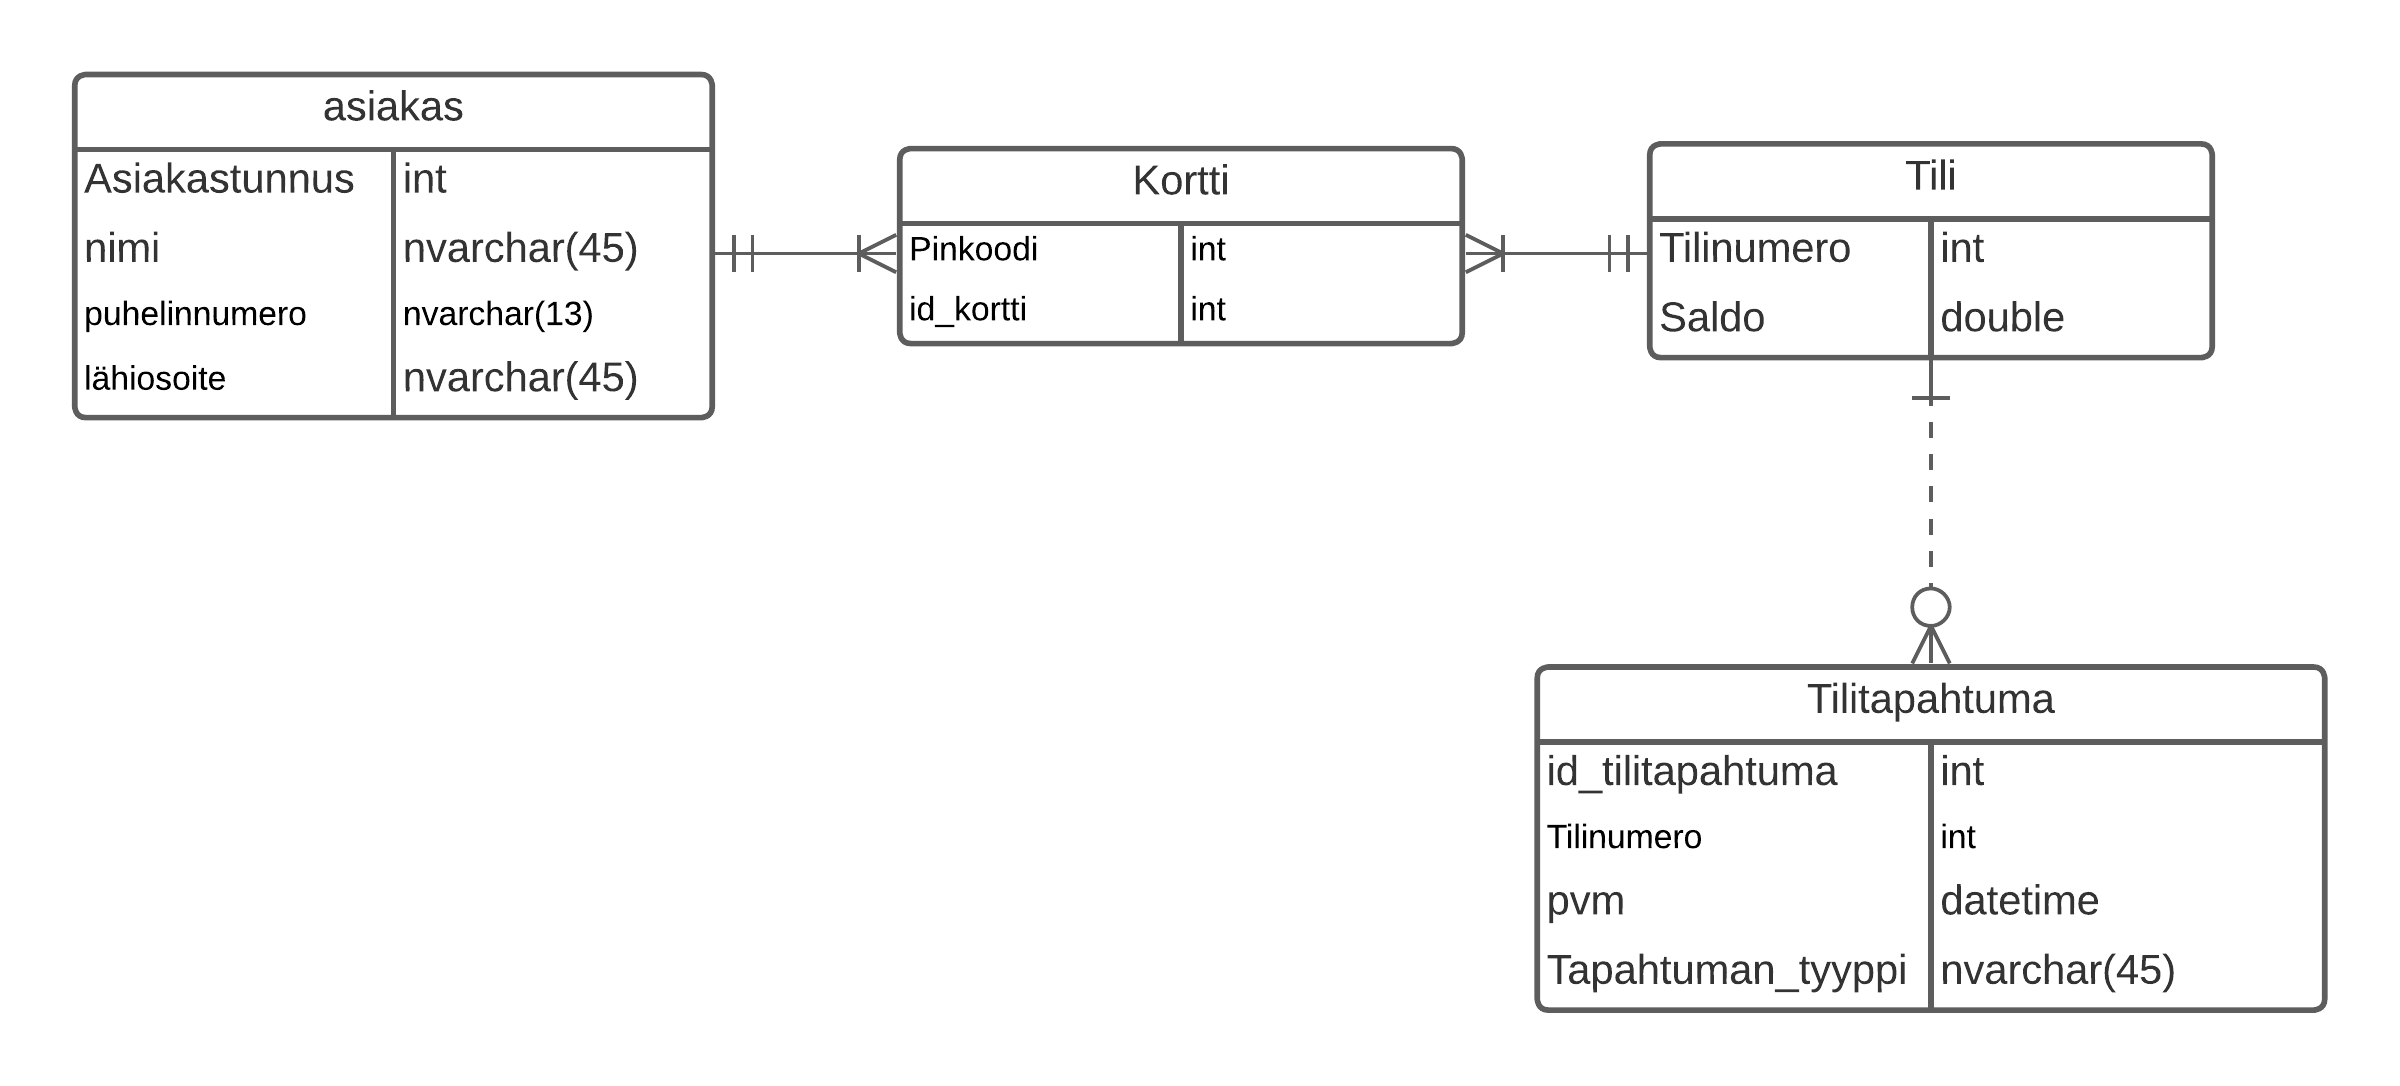 asiakas
Asiakastunnus int
nimi nvarchar(45)
puhelinnumero nvarchar(13)
lähiosoite nvarchar(45)
Kortti
Pinkoodi int
id_kortti int
Tili
Tilinumero int
Saldo double
Tilitapahtuma
id_tilitapahtuma int
Tilinumero int
pvm datetime
Tapahtuman_tyyppi nvarchar(45)